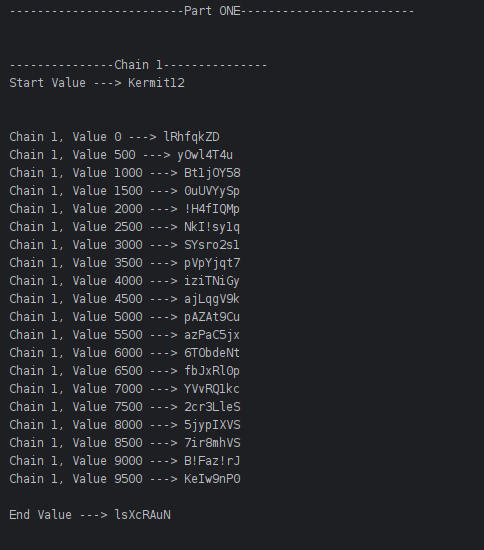 -------------------------Part ONE-------------------------
---------------Chain 1---------------
Start Value ---> Kermit12
Chain 1, Value 0 ---> lRhfqkZD
Chain 1, Value 500 ---> yOwl4T4u
Chain 1, Value 1000 ---> Bt1jOY58
Chain 1, Value 1500 ---> 0uUVYySp
Chain 1, Value 2000 ---> !H4fIQMp
Chain 1, Value 2500 ---> NkI!sy1q
Chain 1, Value 3000 ---> SYsro2sl
Chain 1, Value 3500 ---> pVpYjqt7
Chain 1, Value 4000 ---> iziTNiGy
Chain 1, Value 4500 ---> ajLqgV9k
Chain 1, Value 5000 ---> pAZAt9Cu
Chain 1, Value 5500 ---> azPaC5jx
Chain 1, Value 6000 ---> 6TObdeNt
Chain 1, Value 6500 ---> fbJxRl0p
Chain 1, Value 7000 ---> YVvRQ1kc
Chain 1, Value 7500 ---> 2cr3LleS
Chain 1, Value 8000 ---> 5jypIXVS
Chain 1, Value 8500 ---> 7ir8mhVS
Chain 1, Value 9000 ---> B!Faz!rJ
Chain 1, Value 9500 ---> KeIw9nP0
End Value ---> lsXcRAuN